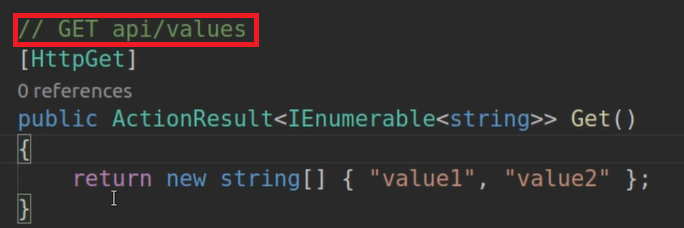 // GET api/values
[HttpGet]
0 references
public ActionResult<IEnumerable<string>> Get()
{
return new string[] { "value1", "value2" };
}